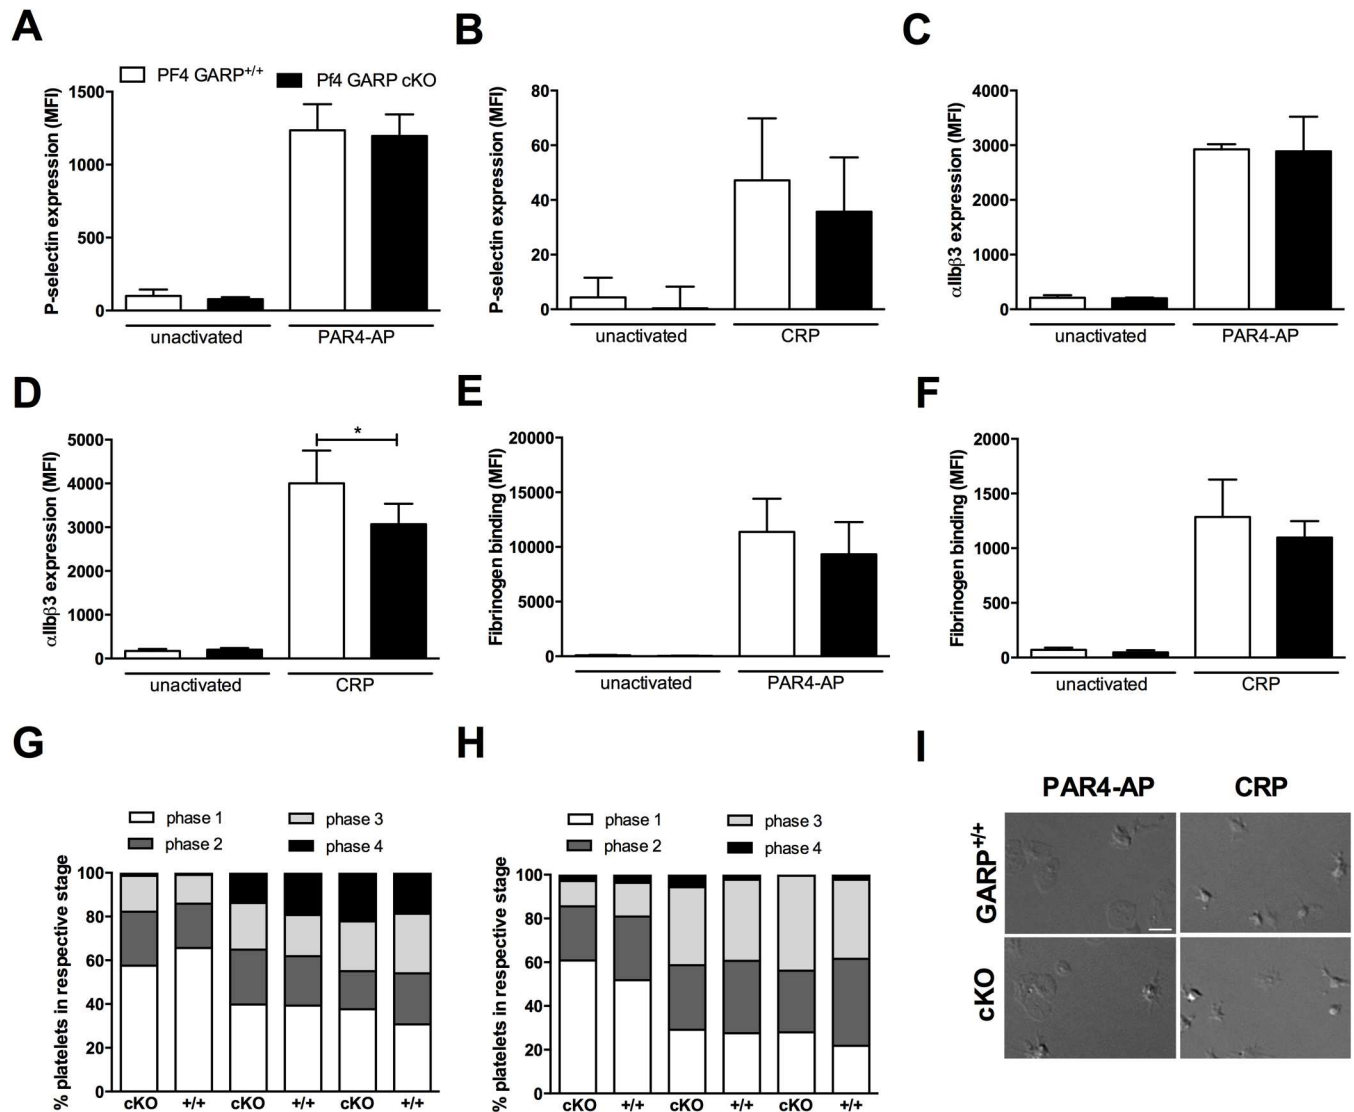 A
PF4 GARP+/+ Pf4 GARP cKO
P-selectin expression (MFI)
1500
1000
500
0
unactivated PAR4-AP
B
P-selectin expression (MFI)
80
60
40
20
0
unactivated CRP
C
αIIbβ3 expression (MFI)
4000
3000
2000
1000
0
unactivated PAR4-AP
D
αIIbβ3 expression (MFI)
5000
4000
3000
2000
1000
0
*
unactivated CRP
E
Fibrinogen binding (MFI)
20000
15000
10000
5000
0
unactivated PAR4-AP
F
Fibrinogen binding (MFI)
2000
1500
1000
500
0
unactivated CRP
G
phase 1 phase 3
phase 2 phase 4
% platelets in respective stage
100
80
60
40
20
0
cKO +/+ cKO +/+ cKO +/+
H
phase 1 phase 3
phase 2 phase 4
% platelets in respective stage
100
80
60
40
20
0
cKO +/+ cKO +/+ cKO +/+
I
PAR4-AP CRP
GARP+/+
cKO